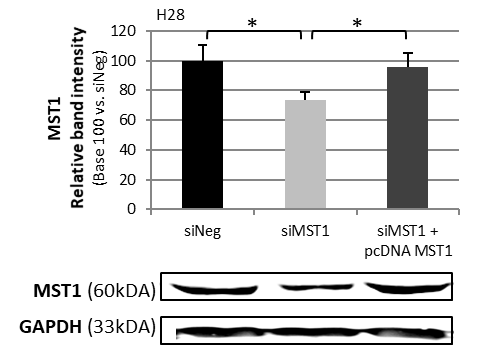 H28
*
*
120
100
80
60
40
20
0
MST1
Relative band intensity
(Base 100 vs. siNeg)
siNeg
siMST1
siMST1 +
pcDNA MST1
MST1 (60kDA)
GAPDH (33kDA)